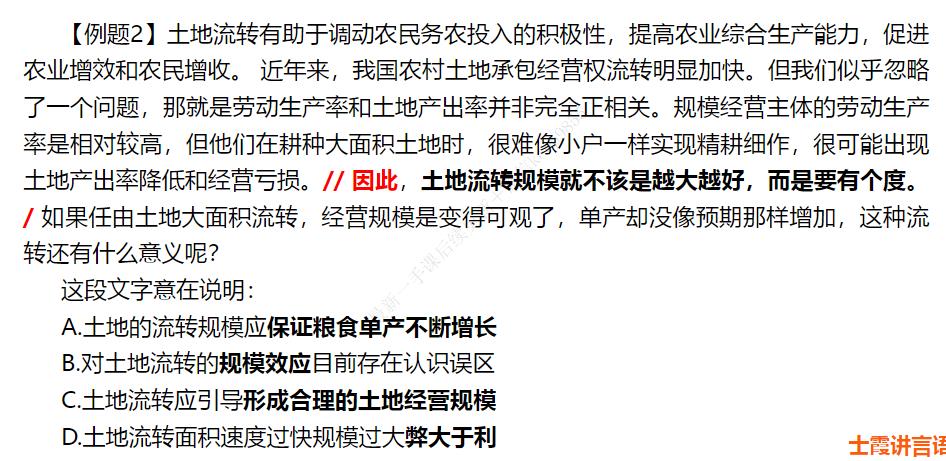 【例题2】土地流转有助于调动农民务农投入的积极性，提高农业综合生产能力，促进
农业增效和农民增收。 近年来，我国农村土地承包经营权流转明显加快。但我们似乎忽略
了一个问题，那就是劳动生产率和土地产出率并非完全正相关。规模经营主体的劳动生产
率是相对较高，但他们在耕种大面积土地时，很难像小户一样实现精耕细作，很可能出现
土地产出率降低和经营亏损。// 因此，土地流转规模就不该是越大越好，而是要有个度。
/ 如果任由土地大面积流转，经营规模是变得可观了，单产却没像预期那样增加，这种流
转还有什么意义呢？
这段文字意在说明：
A.土地的流转规模应保证粮食单产不断增长
B.对土地流转的规模效应目前存在认识误区
C.土地流转应引导形成合理的土地经营规模
D.土地流转面积速度过快规模过大弊大于利
士霞讲言语